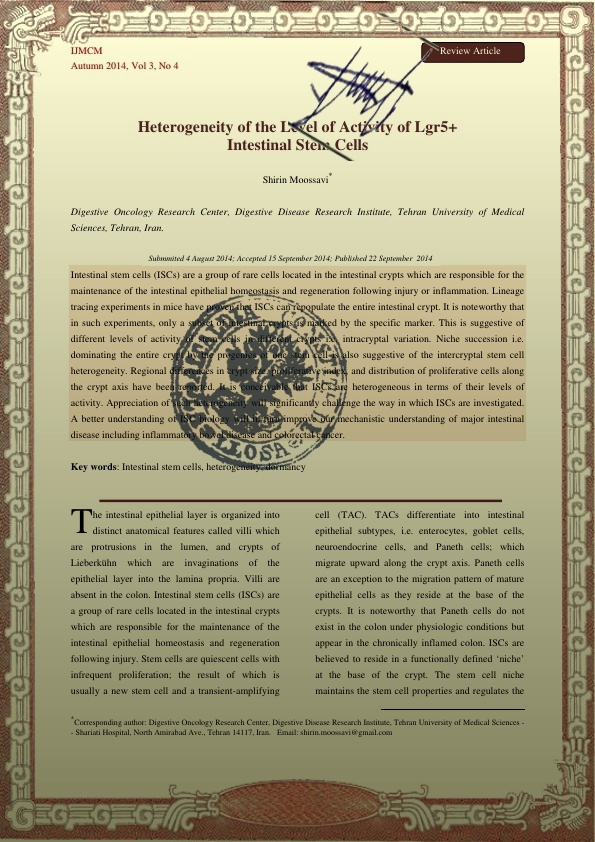 IJMCM
Review Article
Autumn 2014, Vol 3, No 4
Heterogeneity of the Level of Activity of Lgr5+
Intestinal Stem Cells
Shirin Moossavi*
Digestive Oncology Research Center, Digestive Disease Research Institute, Tehran University of Medical
Sciences, Tehran, Iran.
Submmited 4 August 2014; Accepted 15 September 2014; Published 22 September 2014
Intestinal stem cells (ISCs) are a group of rare cells located in the intestinal crypts which are responsible for the
maintenance of the intestinal epithelial homeostasis and regeneration following injury or inflammation. Lineage
tracing experiments in mice have proven that ISCs can repopulate the entire intestinal crypt. It is noteworthy that
in such experiments, only a subset of intestinal crypts is marked by the specific marker. This is suggestive of
different levels of activity of stem cells in different crypts i.e. intracryptal variation. Niche succession i.e.
dominating the entire crypt by the progenies of one stem cell is also suggestive of the intercryptal stem cell
heterogeneity. Regional differences in crypt size, proliferative index, and distribution of proliferative cells along
the crypt axis have been reported. It is conceivable that ISCs are heterogeneous in terms of their levels of
activity. Appreciation of such heterogeneity will significantly challenge the way in which ISCs are investigated.
A better understanding of ISC biology will in turn improve our mechanistic understanding of major intestinal
disease including inflammatory bowel disease and colorectal cancer.
Key words: Intestinal stem cells, heterogeneity, dormancy
The intestinal epithelial layer is organized into
distinct anatomical features called villi which
are protrusions in the lumen, and crypts of
Lieberkühn which are invaginations of the
epithelial layer into the lamina propria. Villi are
absent in the colon. Intestinal stem cells (ISCs) are
a group of rare cells located in the intestinal crypts
which are responsible for the maintenance of the
intestinal epithelial homeostasis and regeneration
following injury. Stem cells are quiescent cells with
infrequent proliferation; the result of which is
usually a new stem cell and a transient-amplifying
cell (TAC). TACs differentiate into intestinal
epithelial subtypes, i.e. enterocytes, goblet cells,
neuroendocrine cells, and Paneth cells; which
migrate upward along the crypt axis. Paneth cells
are an exception to the migration pattern of mature
epithelial cells as they reside at the base of the
crypts. It is noteworthy that Paneth cells do not
exist in the colon under physiologic conditions but
appear in the chronically inflamed colon. ISCs are
believed to reside in a functionally defined ‘niche’
at the base of the crypt. The stem cell niche
maintains the stem cell properties and regulates the
*Corresponding author: Digestive Oncology Research Center, Digestive Disease Research Institute, Tehran University of Medical Sciences -
- Shariati Hospital, North Amirabad Ave., Tehran 14117, Iran. Email: shirin.moossavi@gmail.com